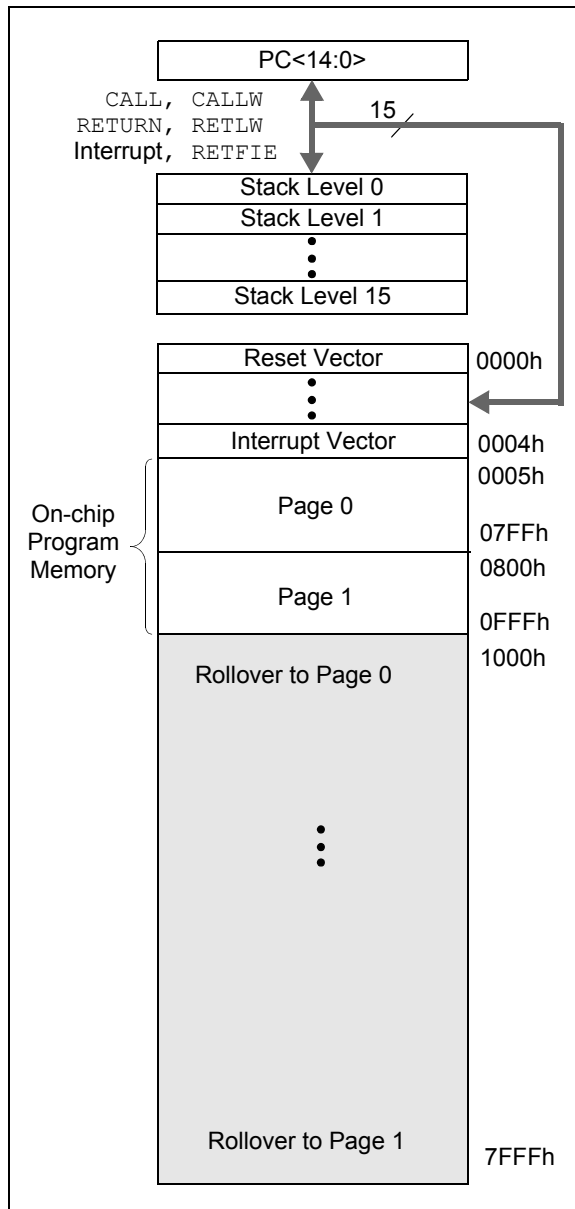 PC<14:0>
CALL, CALLW
RETURN, RETLW
Interrupt, RETFIE
15
Stack Level 0
Stack Level 1
Stack Level 15
Reset Vector
0000h
Interrupt Vector
0004h
0005h
On-chip
Program
Memory
Page 0
07FFh
0800h
Page 1
0FFFh
1000h
Rollover to Page 0
Rollover to Page 1
7FFFh